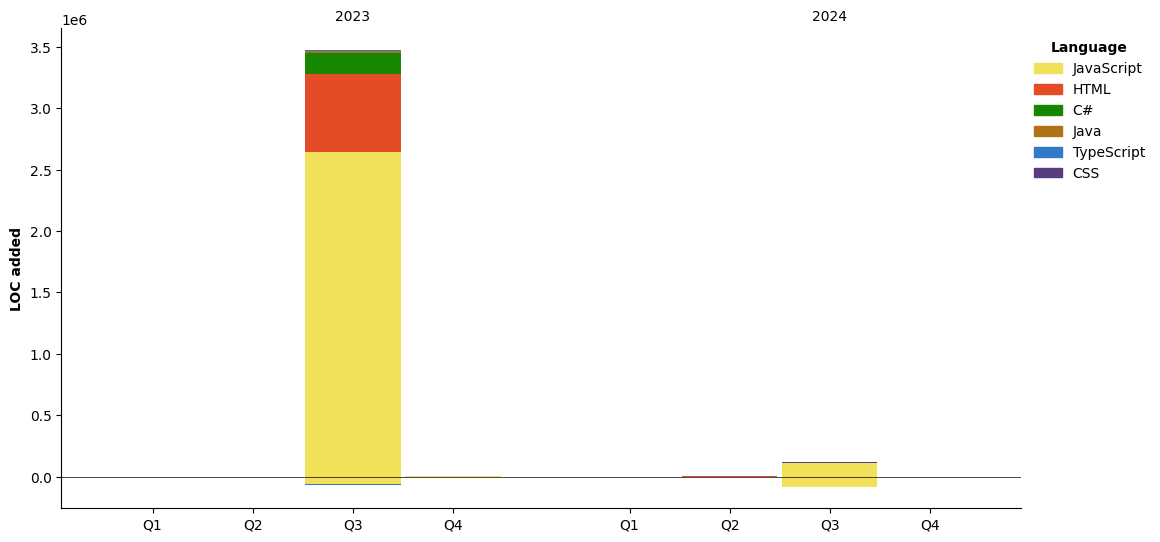 2023 2024
1e6
3.5
3.0
2.5
2.0
1.5
1.0
0.5
0.0
LOC added
Q1 Q2 Q3 Q4 Q1 Q2 Q3 Q4
Language
JavaScript
HTML
C#
Java
TypeScript
CSS